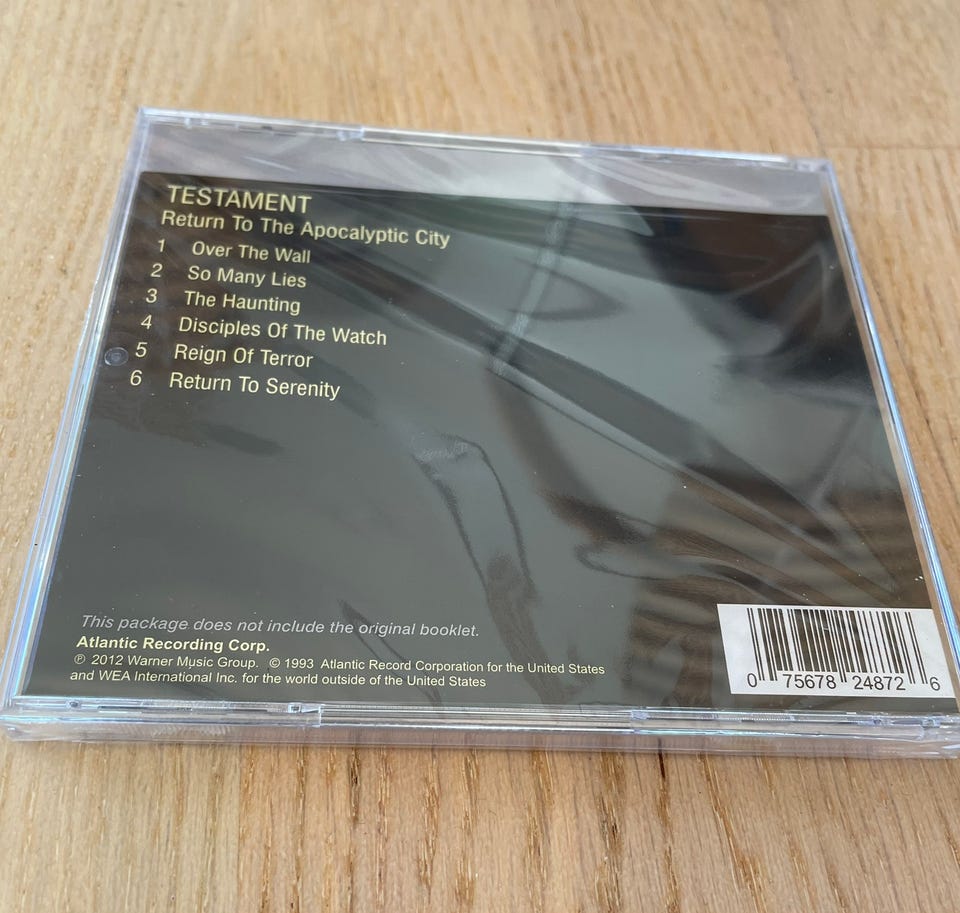 TESTAMENT
Return To The Apocalyptic City
1 Over The Wall
2 So Many Lies
3 The Haunting
4 Disciples Of The Watch
5 Reign Of Terror
6 Return To Serenity
This package does not include the original booklet.
Atlantic Recording Corp.
℗ 2012 Warner Music Group. © 1993 Atlantic Record Corporation for the United States
and WEA International Inc. for the world outside of the United States
0 75678 24872 6